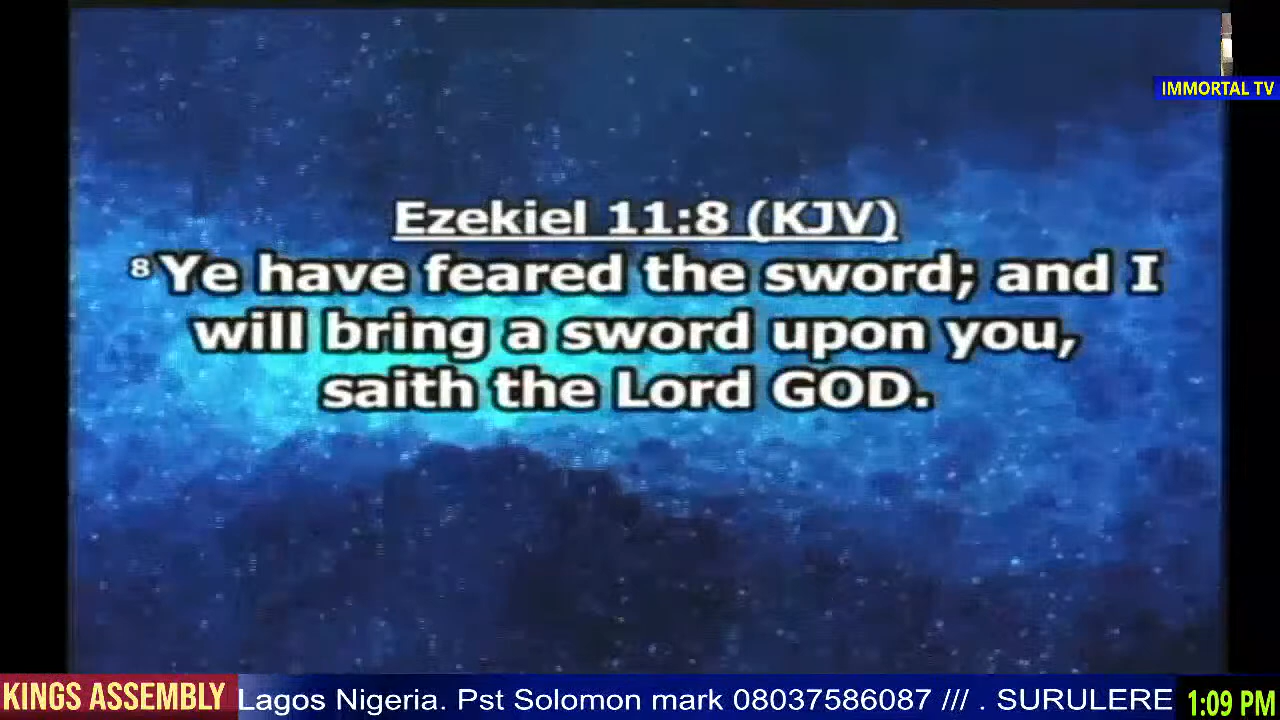 IMMORTAL TV
Ezekiel 11:8 (KJV)
8 Ye have feared the sword; and I
will bring a sword upon you,
saith the Lord GOD.
KINGS ASSEMBLY Lagos Nigeria. Pst Solomon mark 08037586087 /// . SURULERE 1:09 PM